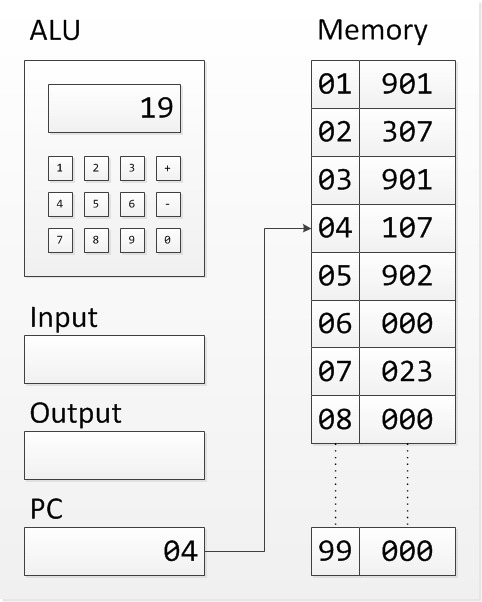 ALU
19
1 2 3 +
4 5 6 -
7 8 9 0
Input
Output
PC
04
Memory
01 901
02 307
03 901
04 107
05 902
06 000
07 023
08 000
99 000